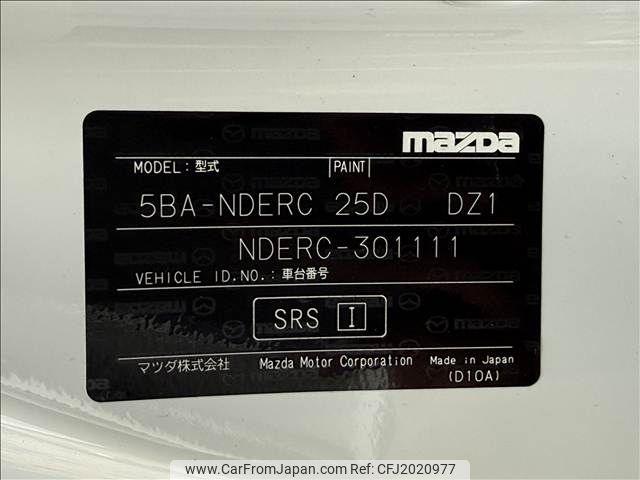 mazda
MODEL: 型式 PAINT
5BA-NDERC 25D DZ1
NDERC-301111
VEHICLE ID.NO.: 車台番号
SRS I
マツダ株式会社 Mazda Motor Corporation Made in Japan
(D10A)
www.CarFromJapan.com - CFJ2020977